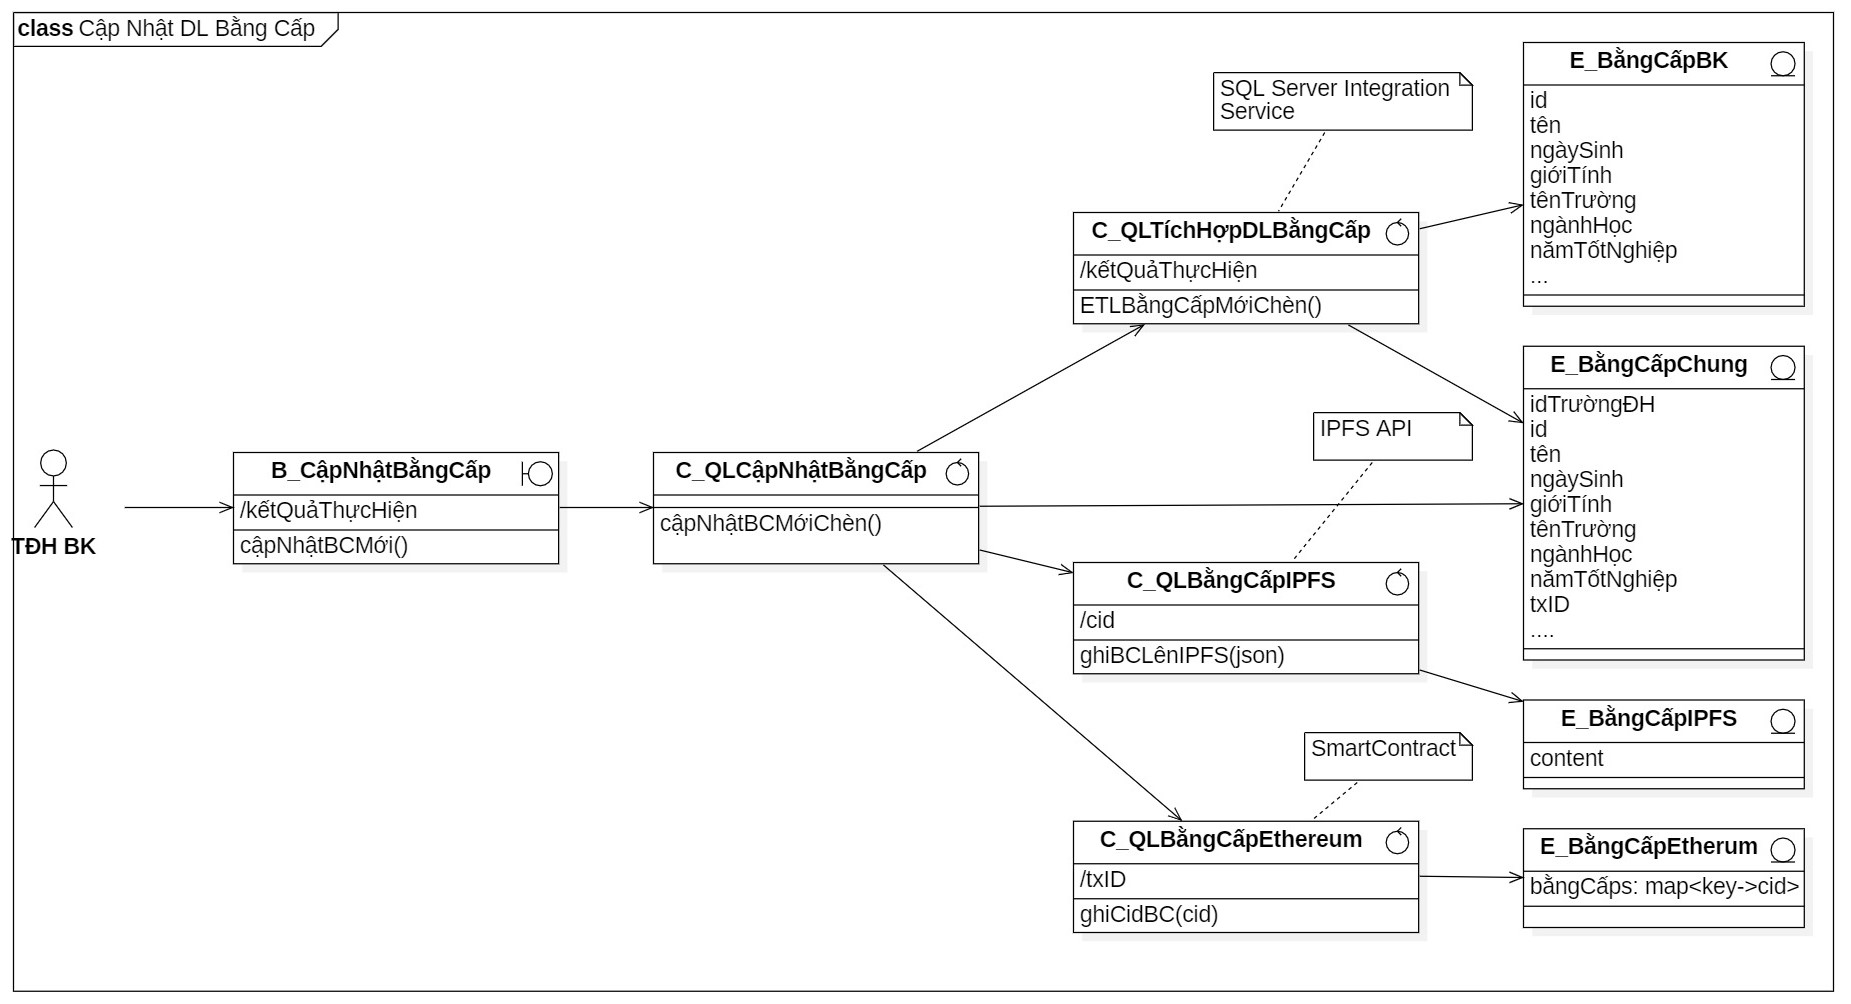 class Cập Nhật DL Bằng Cấp
TĐH BK
B_CậpNhậtBằngCấp
/kếtQuảThựcHiện
cậpNhậtBCMới()
C_QLCậpNhậtBằngCấp
cậpNhậtBCMớiChèn()
SQL Server Integration
Service
C_QLTíchHợpDLBằngCấp
/kếtQuảThựcHiện
ETLBằngCấpMớiChèn()
IPFS API
C_QLBằngCấpIPFS
/cid
ghiBCLênIPFS(json)
SmartContract
C_QLBằngCấpEthereum
/txID
ghiCidBC(cid)
E_BằngCấpBK
id
tên
ngàySinh
giớiTính
tênTrường
ngànhHọc
nămTốtNghiệp
...
E_BằngCấpChung
idTrườngĐH
id
tên
ngàySinh
giớiTính
tênTrường
ngànhHọc
nămTốtNghiệp
txID
....
E_BằngCấpIPFS
content
E_BằngCấpEtherum
bằngCấps: map<key->cid>